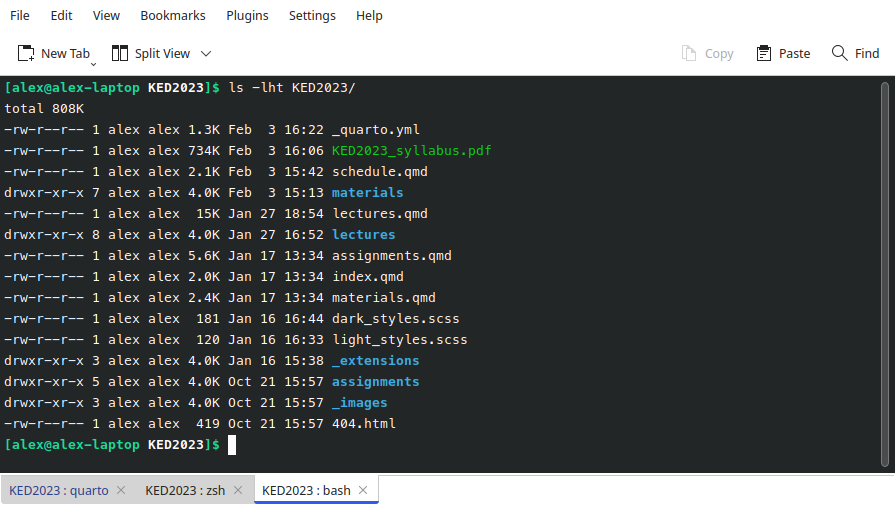 File Edit View Bookmarks Plugins Settings Help
New Tab Split View Copy Paste Find
[alex@alex-laptop KED2023]$ ls -lht KED2023/
total 808K
-rw-r--r-- 1 alex alex 1.3K Feb  3 16:22 _quarto.yml
-rw-r--r-- 1 alex alex 734K Feb  3 16:06 KED2023_syllabus.pdf
-rw-r--r-- 1 alex alex 2.1K Feb  3 15:42 schedule.qmd
drwxr-xr-x 7 alex alex 4.0K Feb  3 15:13 materials
-rw-r--r-- 1 alex alex  15K Jan 27 18:54 lectures.qmd
drwxr-xr-x 8 alex alex 4.0K Jan 27 16:52 lectures
-rw-r--r-- 1 alex alex 5.6K Jan 17 13:34 assignments.qmd
-rw-r--r-- 1 alex alex 2.0K Jan 17 13:34 index.qmd
-rw-r--r-- 1 alex alex 2.4K Jan 17 13:34 materials.qmd
-rw-r--r-- 1 alex alex  181 Jan 16 16:44 dark_styles.scss
-rw-r--r-- 1 alex alex  120 Jan 16 16:33 light_styles.scss
drwxr-xr-x 3 alex alex 4.0K Jan 16 15:38 _extensions
drwxr-xr-x 5 alex alex 4.0K Oct 21 15:57 assignments
drwxr-xr-x 3 alex alex 4.0K Oct 21 15:57 _images
-rw-r--r-- 1 alex alex  419 Oct 21 15:57 404.html
[alex@alex-laptop KED2023]$
KED2023 : quarto KED2023 : zsh KED2023 : bash